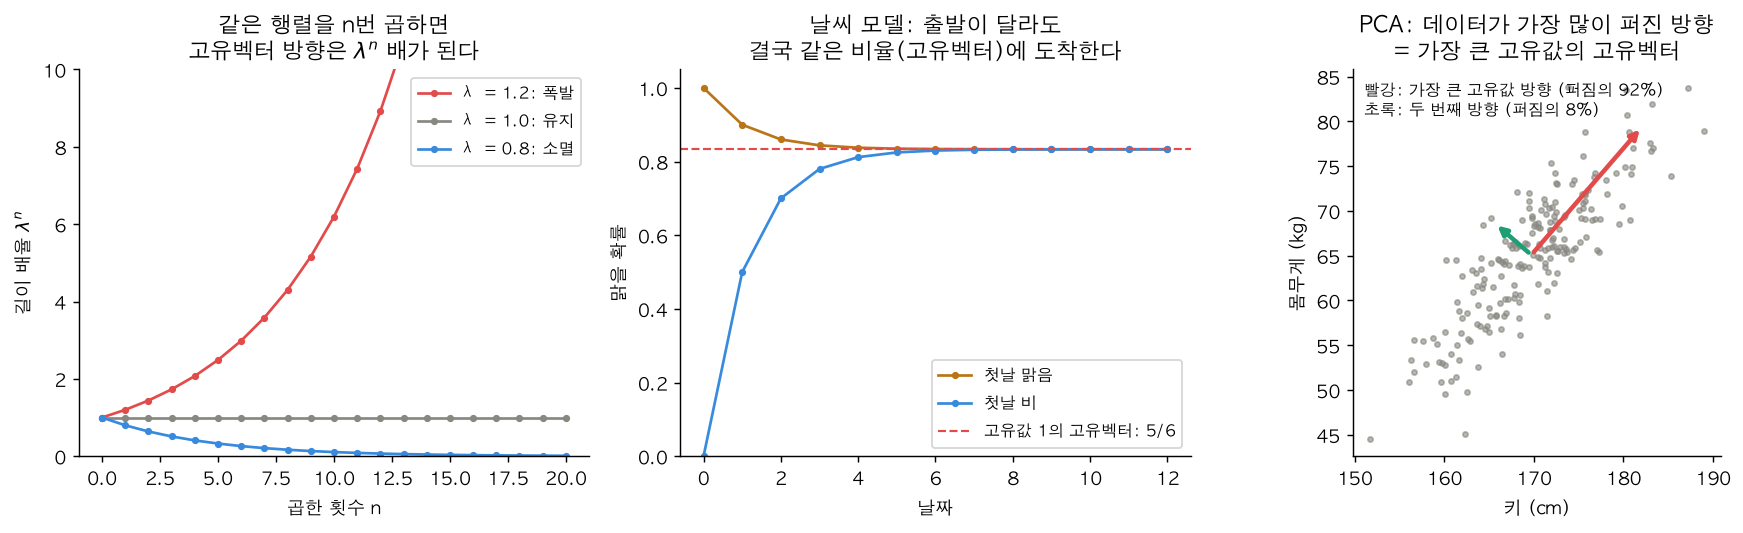 같은 행렬을 n번 곱하면
고유벡터 방향은 λⁿ 배가 된다
길이 배율 λⁿ
10
8
6
4
2
0
λ = 1.2: 폭발
λ = 1.0: 유지
λ = 0.8: 소멸
0.0 2.5 5.0 7.5 10.0 12.5 15.0 17.5 20.0
곱한 횟수 n
날씨 모델: 출발이 달라도
결국 같은 비율(고유벡터)에 도착한다
맑을 확률
1.0
0.8
0.6
0.4
0.2
0.0
첫날 맑음
첫날 비
고유값 1의 고유벡터: 5/6
0 2 4 6 8 10 12
날짜
PCA: 데이터가 가장 많이 퍼진 방향
= 가장 큰 고유값의 고유벡터
빨강: 가장 큰 고유값 방향 (퍼짐의 92%)
초록: 두 번째 방향 (퍼짐의 8%)
몸무게 (kg)
85
80
75
70
65
60
55
50
45
150 160 170 180 190
키 (cm)